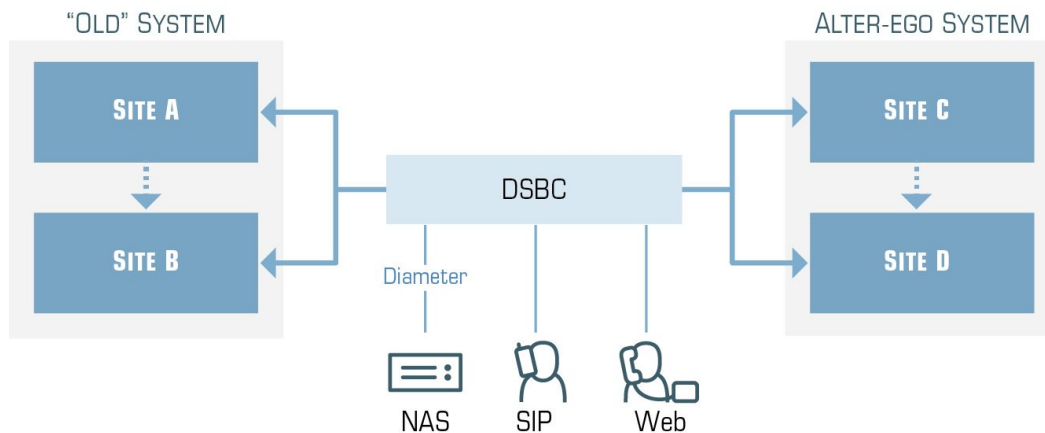 “OLD” SYSTEM
ALTER-EGO SYSTEM
SITE A
SITE C
DSBC
SITE B
SITE D
Diameter
NAS
SIP
Web